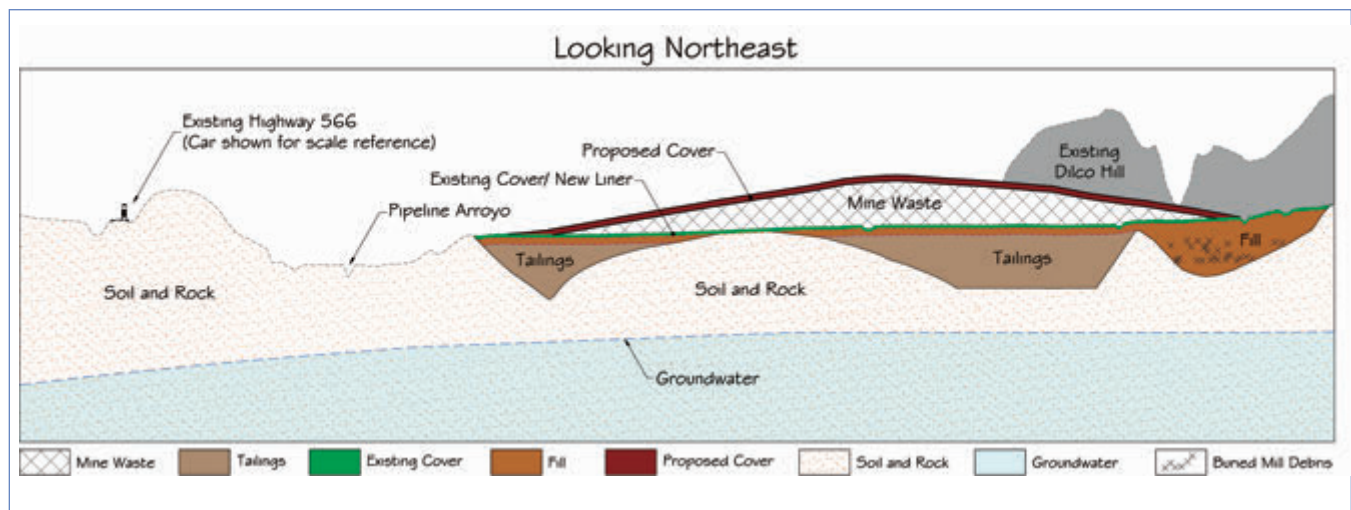 Looking Northeast
Existing Highway 566
(Car shown for scale reference)
Proposed Cover
Existing Cover/ New Liner
Pipeline Arroyo
Existing
Dilco Hill
Mine Waste
Fill
Tailings
Tailings
Soil and Rock
Soil and Rock
Groundwater
Mine Waste
Tailings
Existing Cover
Fill
Proposed Cover
Soil and Rock
Groundwater
Buried Mill Debris